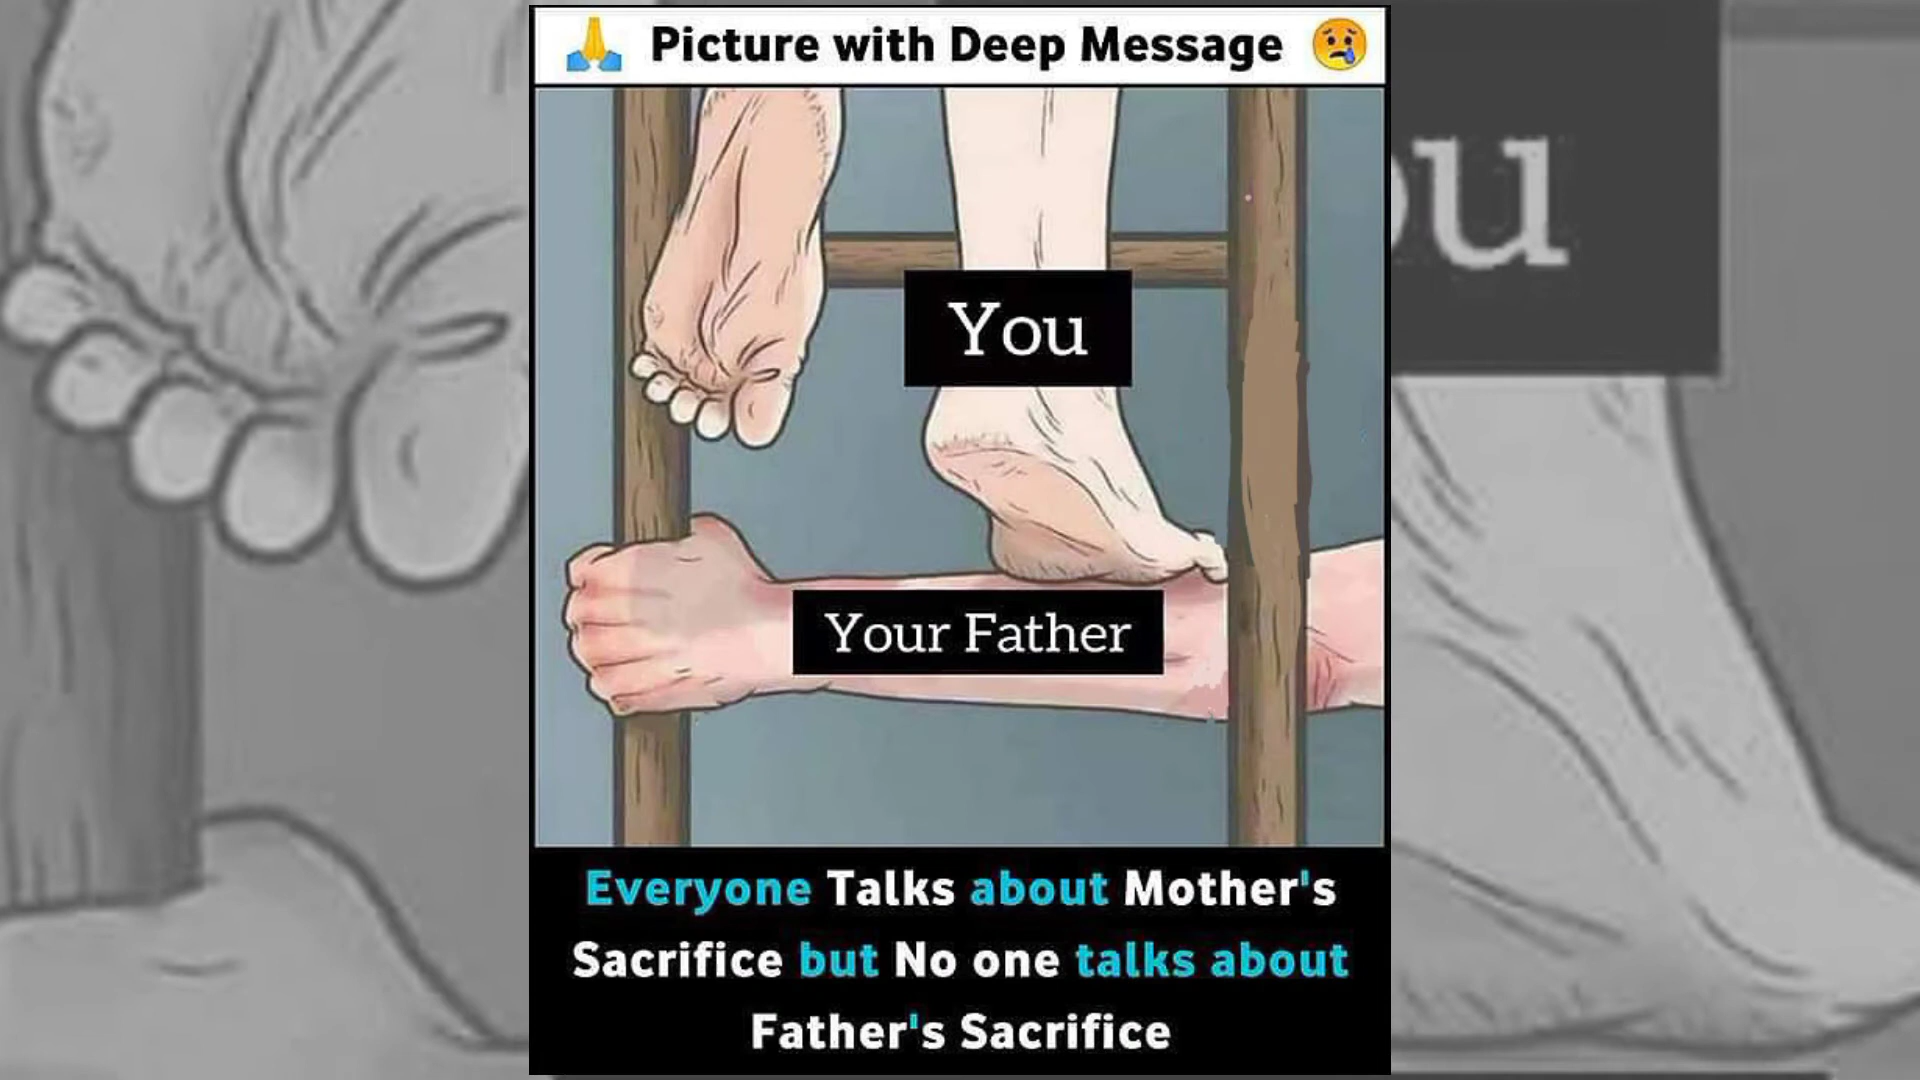 🙏 Picture with Deep Message 😢
You
Your Father
Everyone Talks about Mother's
Sacrifice but No one talks about
Father's Sacrifice
ou